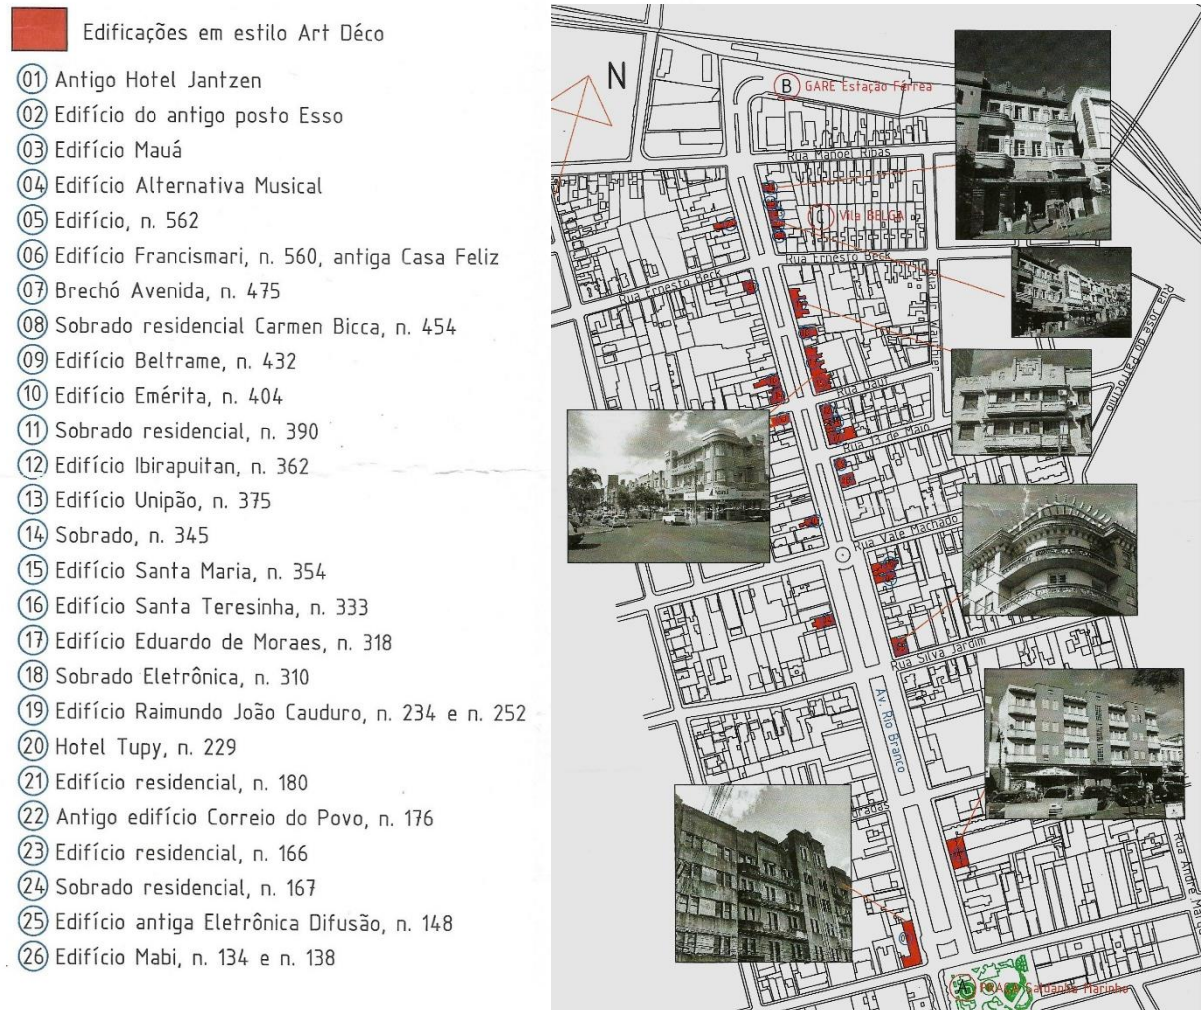 Edificações em estilo Art Déco
01 Antigo Hotel Jantzen
02 Edifício do antigo posto Esso
03 Edifício Mauá
04 Edifício Alternativa Musical
05 Edifício, n. 562
06 Edifício Francismari, n. 560, antiga Casa Feliz
07 Brechó Avenida, n. 475
08 Sobrado residencial Carmen Bicca, n. 454
09 Edifício Beltrame, n. 432
10 Edifício Emérita, n. 404
11 Sobrado residencial, n. 390
12 Edifício Ibirapuitan, n. 362
13 Edifício Unipão, n. 375
14 Sobrado, n. 345
15 Edifício Santa Maria, n. 354
16 Edifício Santa Teresinha, n. 333
17 Edifício Eduardo de Moraes, n. 318
18 Sobrado Eletrônica, n. 310
19 Edifício Raimundo João Cauduro, n. 234 e n. 252
20 Hotel Tupy, n. 229
21 Edifício residencial, n. 180
22 Antigo edifício Correio do Povo, n. 176
23 Edifício residencial, n. 166
24 Sobrado residencial, n. 167
25 Edifício antiga Eletrônica Difusão, n. 148
26 Edifício Mabi, n. 134 e n. 138
N
B GARE Estação Férrea
Rua Manoel Ribas
C Vila BELGA
Rua Ernesto Beck
Rua Ernesto Beck
Rua José do Patrocínio
Rua 13 de Maio
Rua Vale Machado
Rua Silva Jardim
Av. Rio Branco
Rua André
A Saldanha Marinho